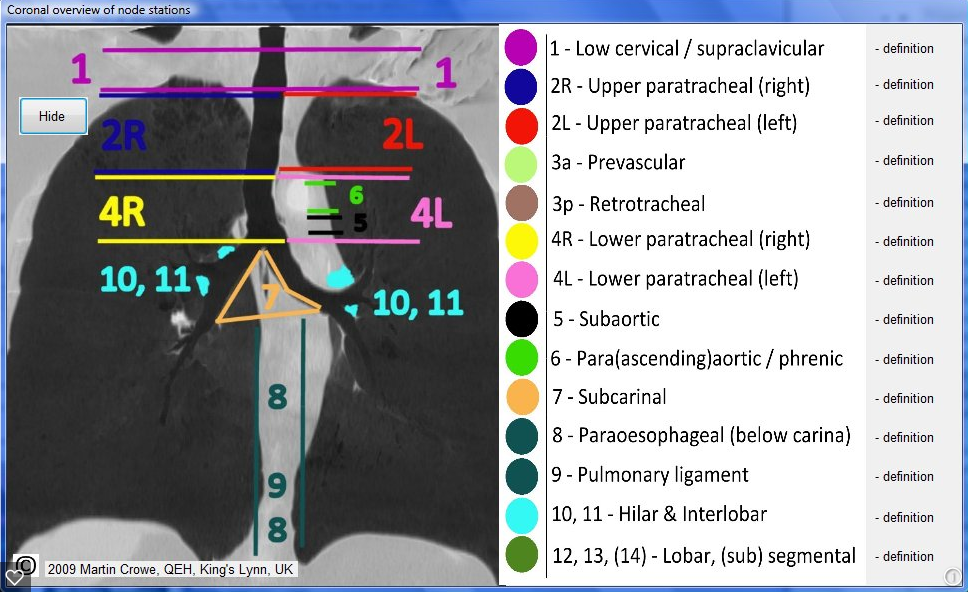 Coronal overview of node stations
1
1
Hide
2R
2L
6
5
4R
4L
10, 11
7
10, 11
8
9
8
© 2009 Martin Crowe, QEH, King's Lynn, UK
1 - Low cervical / supraclavicular - definition
2R - Upper paratracheal (right) - definition
2L - Upper paratracheal (left) - definition
3a - Prevascular - definition
3p - Retrotracheal - definition
4R - Lower paratracheal (right) - definition
4L - Lower paratracheal (left) - definition
5 - Subaortic - definition
6 - Para(ascending)aortic / phrenic - definition
7 - Subcarinal - definition
8 - Paraoesophageal (below carina) - definition
9 - Pulmonary ligament - definition
10, 11 - Hilar & Interlobar - definition
12, 13, (14) - Lobar, (sub) segmental - definition